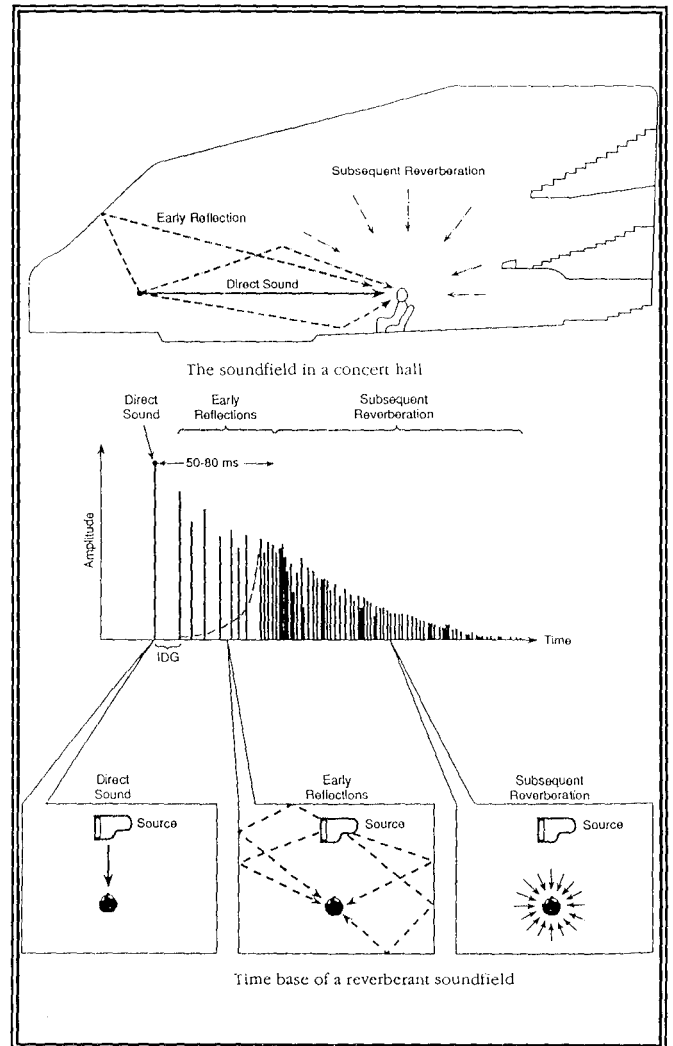 Subsequent Reverberation
Early Reflection
Direct Sound
The soundfield in a concert hall
Direct
Sound
Early
Reflections
Subsequent
Reverberation
50-80 ms
Amplitude
Time
IDG
Direct
Sound
Early
Reflections
Subsequent
Reverberation
Source
Source
Source
Time base of a reverberant soundfield